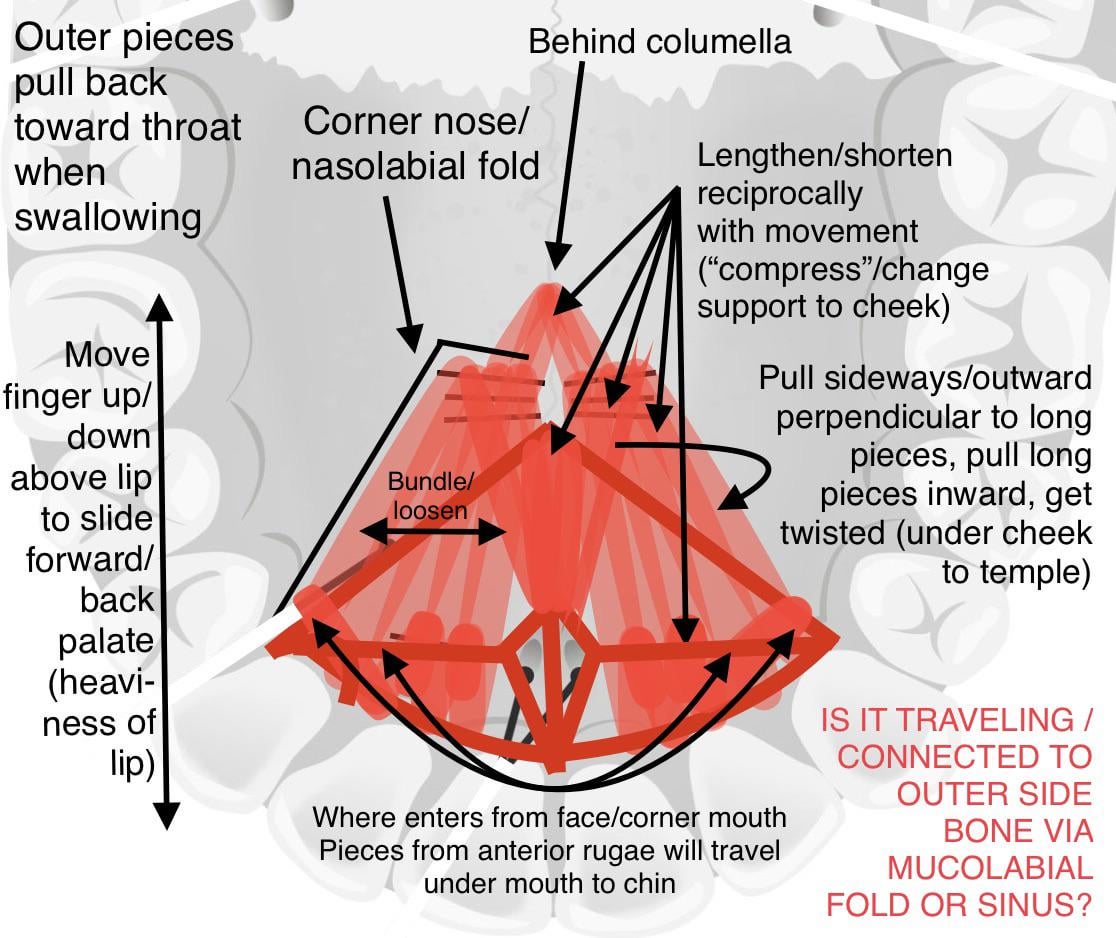 Outer pieces
pull back
toward throat
when
swallowing
Behind columella
Corner nose/
nasolabial fold
Lengthen/shorten
reciprocally
with movement
(“compress”/change
support to cheek)
Move
finger up/
down
above lip
to slide
forward/
back
palate
(heavi-
ness of
lip)
Bundle/
loosen
Pull sideways/outward
perpendicular to long
pieces, pull long
pieces inward, get
twisted (under cheek
to temple)
Where enters from face/corner mouth
Pieces from anterior rugae will travel
under mouth to chin
IS IT TRAVELING /
CONNECTED TO
OUTER SIDE
BONE VIA
MUCOLABIAL
FOLD OR SINUS?